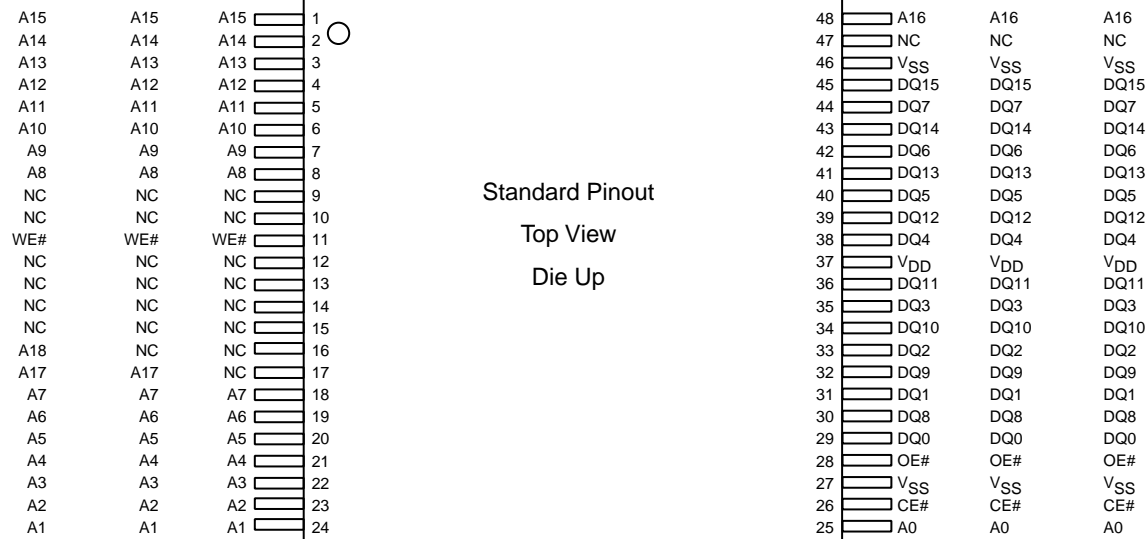 A15 A15 A15 1 48 A16 A16 A16
A14 A14 A14 2 47 NC NC NC
A13 A13 A13 3 46 VSS VSS VSS
A12 A12 A12 4 45 DQ15 DQ15 DQ15
A11 A11 A11 5 44 DQ7 DQ7 DQ7
A10 A10 A10 6 43 DQ14 DQ14 DQ14
A9 A9 A9 7 42 DQ6 DQ6 DQ6
A8 A8 A8 8 41 DQ13 DQ13 DQ13
NC NC NC 9 Standard Pinout 40 DQ5 DQ5 DQ5
NC NC NC 10 39 DQ12 DQ12 DQ12
WE# WE# WE# 11 Top View 38 DQ4 DQ4 DQ4
NC NC NC 12 37 VDD VDD VDD
NC NC NC 13 Die Up 36 DQ11 DQ11 DQ11
NC NC NC 14 35 DQ3 DQ3 DQ3
NC NC NC 15 34 DQ10 DQ10 DQ10
A18 NC NC 16 33 DQ2 DQ2 DQ2
A17 A17 NC 17 32 DQ9 DQ9 DQ9
A7 A7 A7 18 31 DQ1 DQ1 DQ1
A6 A6 A6 19 30 DQ8 DQ8 DQ8
A5 A5 A5 20 29 DQ0 DQ0 DQ0
A4 A4 A4 21 28 OE# OE# OE#
A3 A3 A3 22 27 VSS VSS VSS
A2 A2 A2 23 26 CE# CE# CE#
A1 A1 A1 24 25 A0 A0 A0